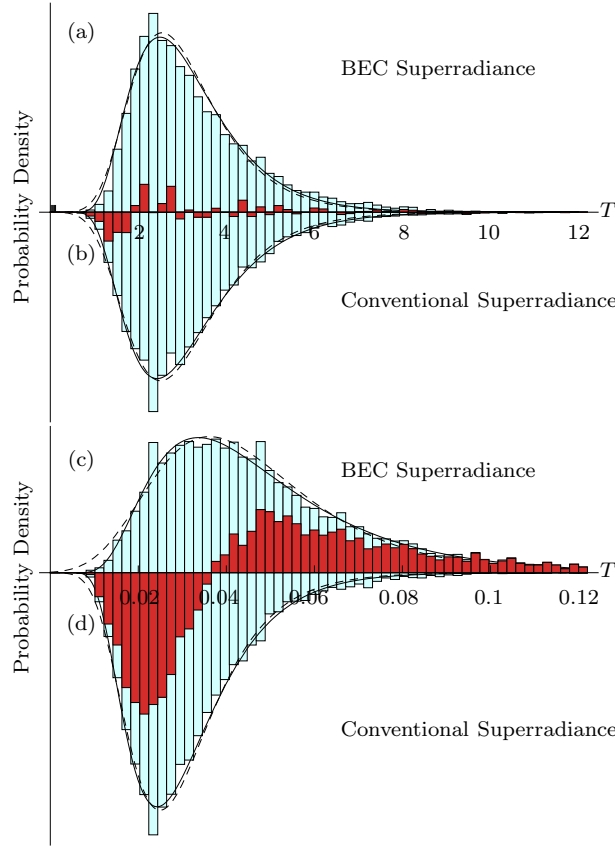 (a)
BEC Superradiance
Probability Density
T
2 4 6 8 10 12
(b)
Conventional Superradiance
(c)
BEC Superradiance
Probability Density
T
0.02 0.04 0.06 0.08 0.1 0.12
(d)
Conventional Superradiance